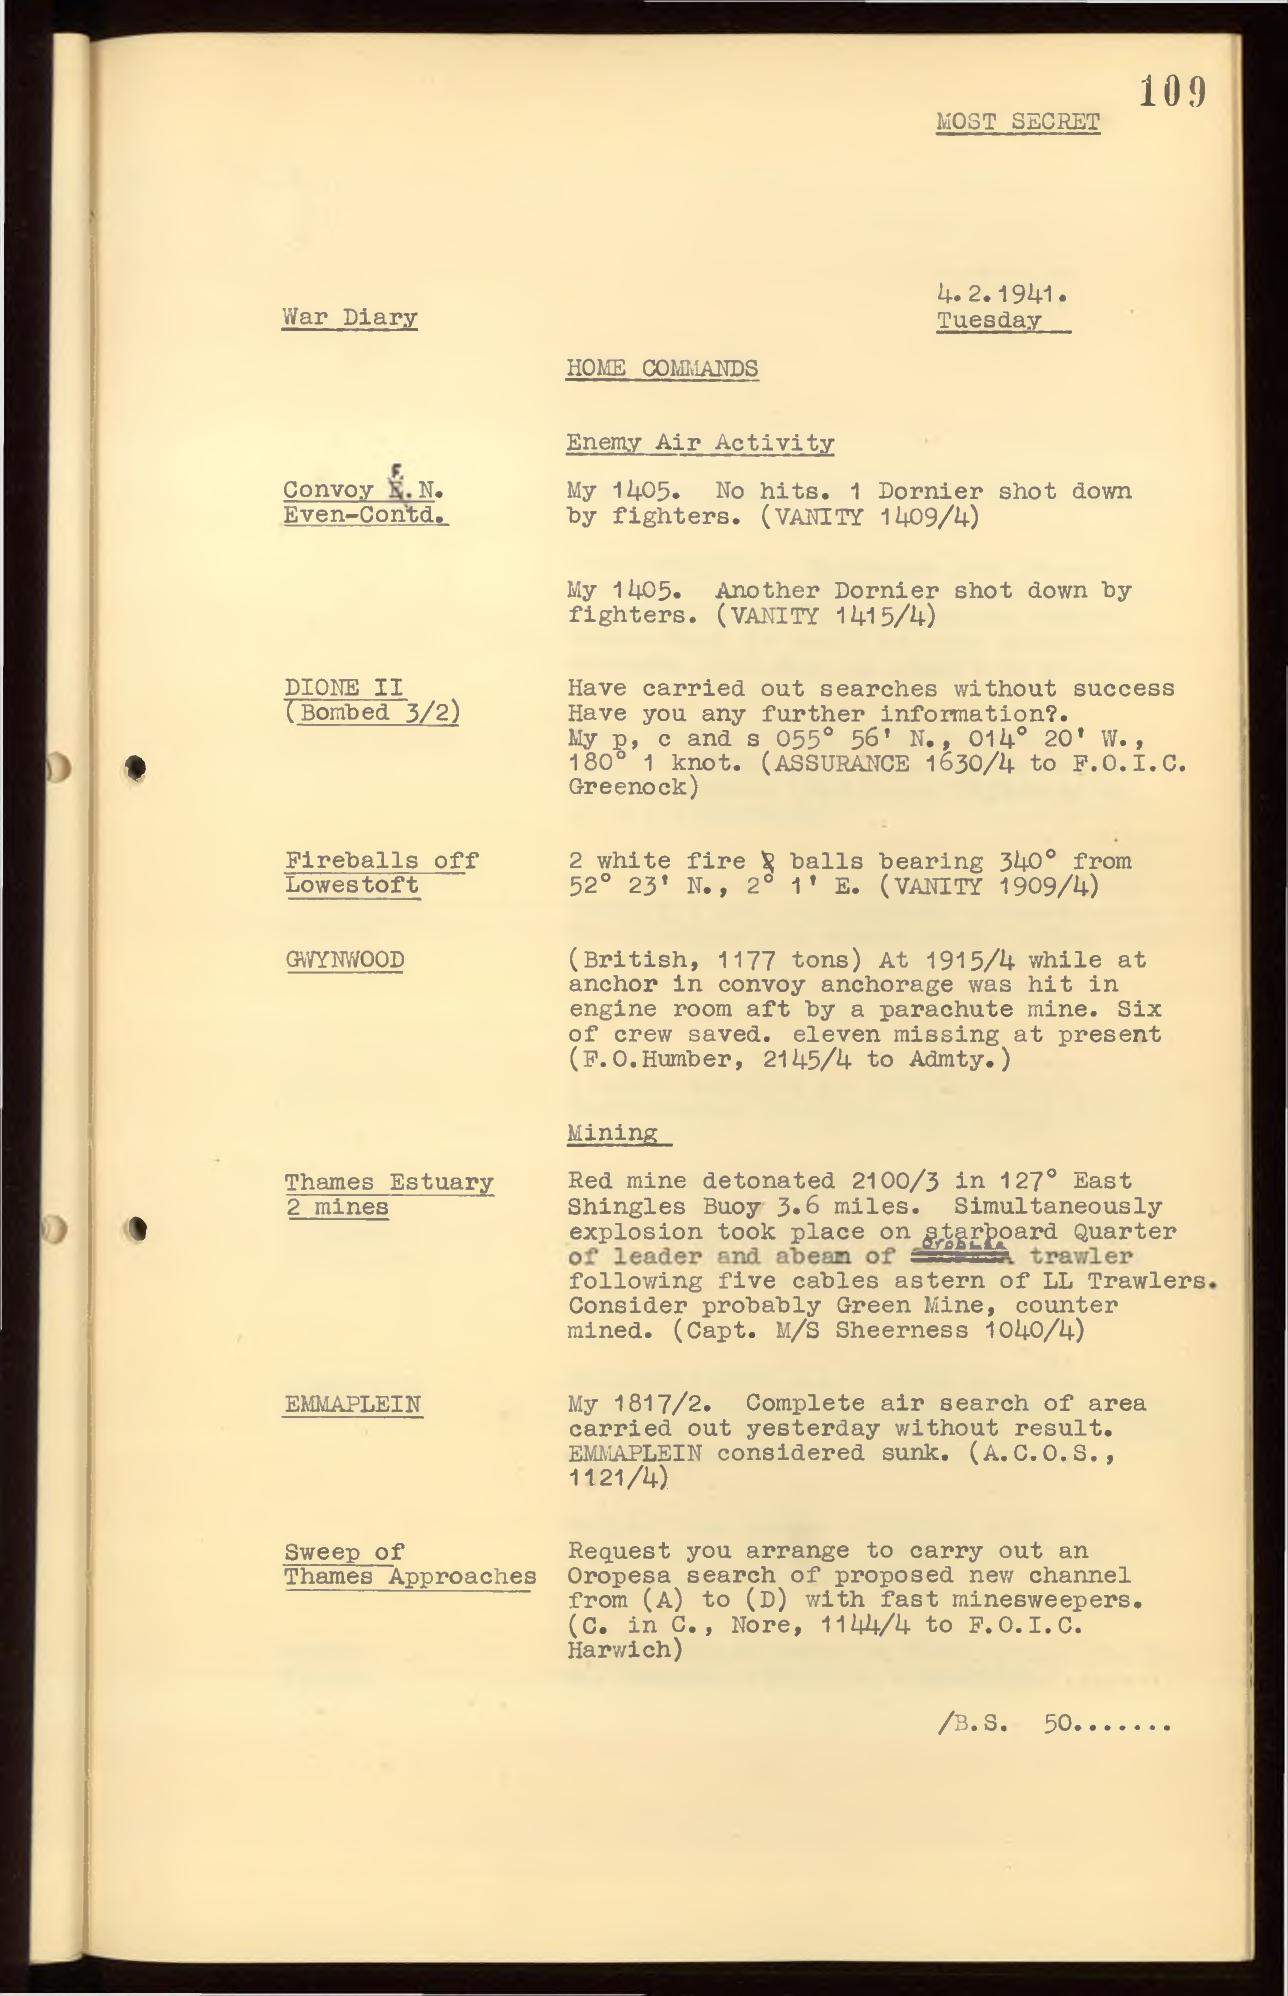 109
MOST SECRET
4.2.1941.
War Diary
Tuesday
HOME COMMANDS
Enemy Air Activity
Convoy F.N.
Even-Contd.
My 1405. No hits. 1 Dornier shot down
by fighters. (VANITY 1409/4)
My 1405. Another Dornier shot down by
fighters. (VANITY 1415/4)
DIONE II
(Bombed 3/2)
Have carried out searches without success
Have you any further information?.
My p, c and s 055° 56' N., 014° 20' W.,
180° 1 knot. (ASSURANCE 1630/4 to F.O.I.C.
Greenock)
Fireballs off
Lowestoft
2 white fire balls bearing 340° from
52° 23' N., 2° 1' E. (VANITY 1909/4)
GWYNWOOD
(British, 1177 tons) At 1915/4 while at
anchor in convoy anchorage was hit in
engine room aft by a parachute mine. Six
of crew saved. eleven missing at present
(F.O.Humber, 2145/4 to Admty.)
Mining
Thames Estuary
2 mines
Red mine detonated 2100/3 in 127° East
Shingles Buoy 3.6 miles. Simultaneously
explosion took place on starboard Quarter
of leader and abeam of trawler
following five cables astern of LL Trawlers.
Consider probably Green Mine, counter
mined. (Capt. M/S Sheerness 1040/4)
EMMAPLEIN
My 1817/2. Complete air search of area
carried out yesterday without result.
EMMAPLEIN considered sunk. (A.C.O.S.,
1121/4)
Sweep of
Thames Approaches
Request you arrange to carry out an
Oropesa search of proposed new channel
from (A) to (D) with fast minesweepers.
(C. in C., Nore, 1144/4 to F.O.I.C.
Harwich)
/B.S. 50.......